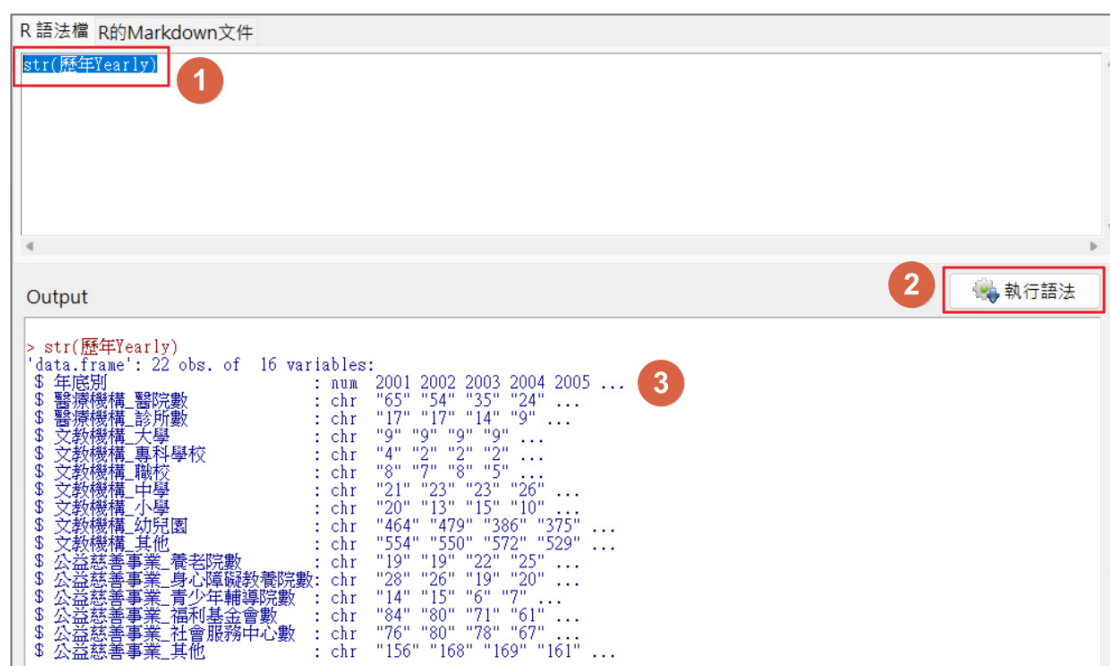 R 語法檔 R的Markdown文件
str(歷年Yearly)
1
2
執行語法
Output
> str(歷年Yearly)
'data.frame': 22 obs. of  16 variables:
3
$ 年底別 : num 2001 2002 2003 2004 2005 ...
$ 醫療機構_醫院數 : chr "65" "54" "35" "24" ...
$ 醫療機構_診所數 : chr "17" "17" "14" "9" ...
$ 文教機構_大學 : chr "9" "9" "9" "9" ...
$ 文教機構_專科學校 : chr "4" "2" "2" "2" ...
$ 文教機構_職校 : chr "8" "7" "8" "5" ...
$ 文教機構_中學 : chr "21" "23" "23" "26" ...
$ 文教機構_小學 : chr "20" "13" "15" "10" ...
$ 文教機構_幼兒園 : chr "464" "479" "386" "375" ...
$ 文教機構_其他 : chr "554" "550" "572" "529" ...
$ 公益慈善事業_養老院數 : chr "19" "19" "22" "25" ...
$ 公益慈善事業_身心障礙教養院數: chr "28" "26" "19" "20" ...
$ 公益慈善事業_青少年輔導院數 : chr "14" "15" "6" "7" ...
$ 公益慈善事業_福利基金會數 : chr "84" "80" "71" "61" ...
$ 公益慈善事業_社會服務中心數 : chr "76" "80" "78" "67" ...
$ 公益慈善事業_其他 : chr "156" "168" "169" "161" ...